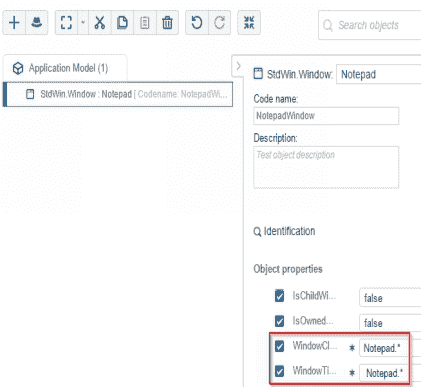 Search objects
Application Model (1)
StdWin.Window : Notepad [ Codename: NotepadWi...
StdWin.Window: Notepad
Code name:
NotepadWindow
Description:
Test object description
Identification
Object properties
IsChildWi... false
IsOwned... false
WindowCl... * Notepad.*
WindowTi... * Notepad.*